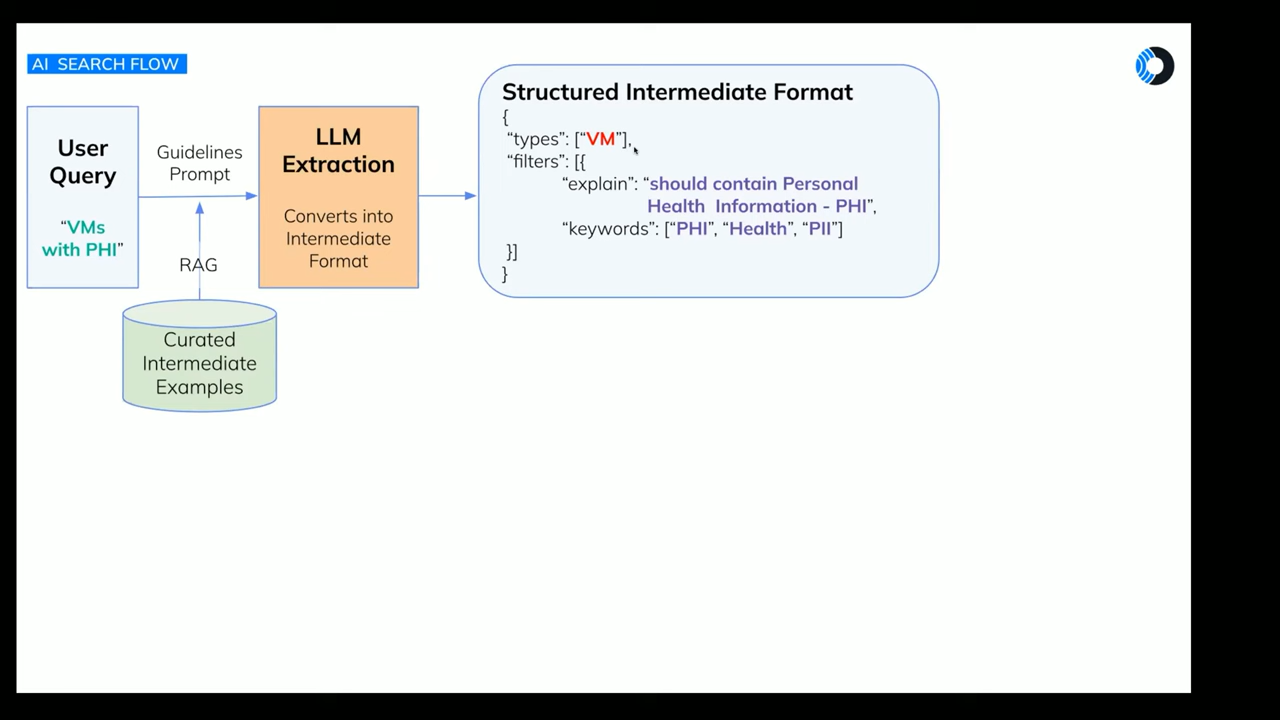 AI SEARCH FLOW
User
Query
“VMs
with PHI”
Guidelines
Prompt
RAG
Curated
Intermediate
Examples
LLM
Extraction
Converts into
Intermediate
Format
Structured Intermediate Format
{
“types”: [“VM”],
“filters”: [{
“explain”: “should contain Personal
Health Information - PHI”,
“keywords”: [“PHI”, “Health”, “PII”]
}]
}